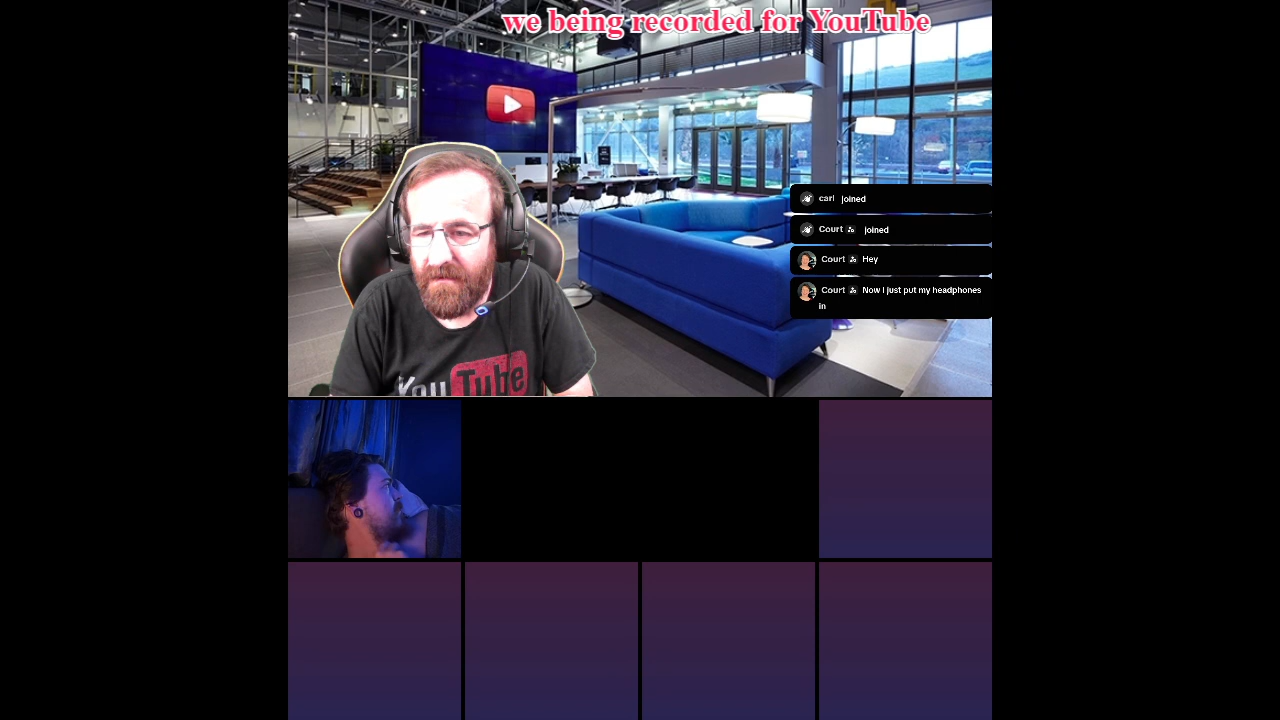 we being recorded for YouTube
carl joined
Court joined
Court Hey
Court Now I just put my headphones
in
You Tube